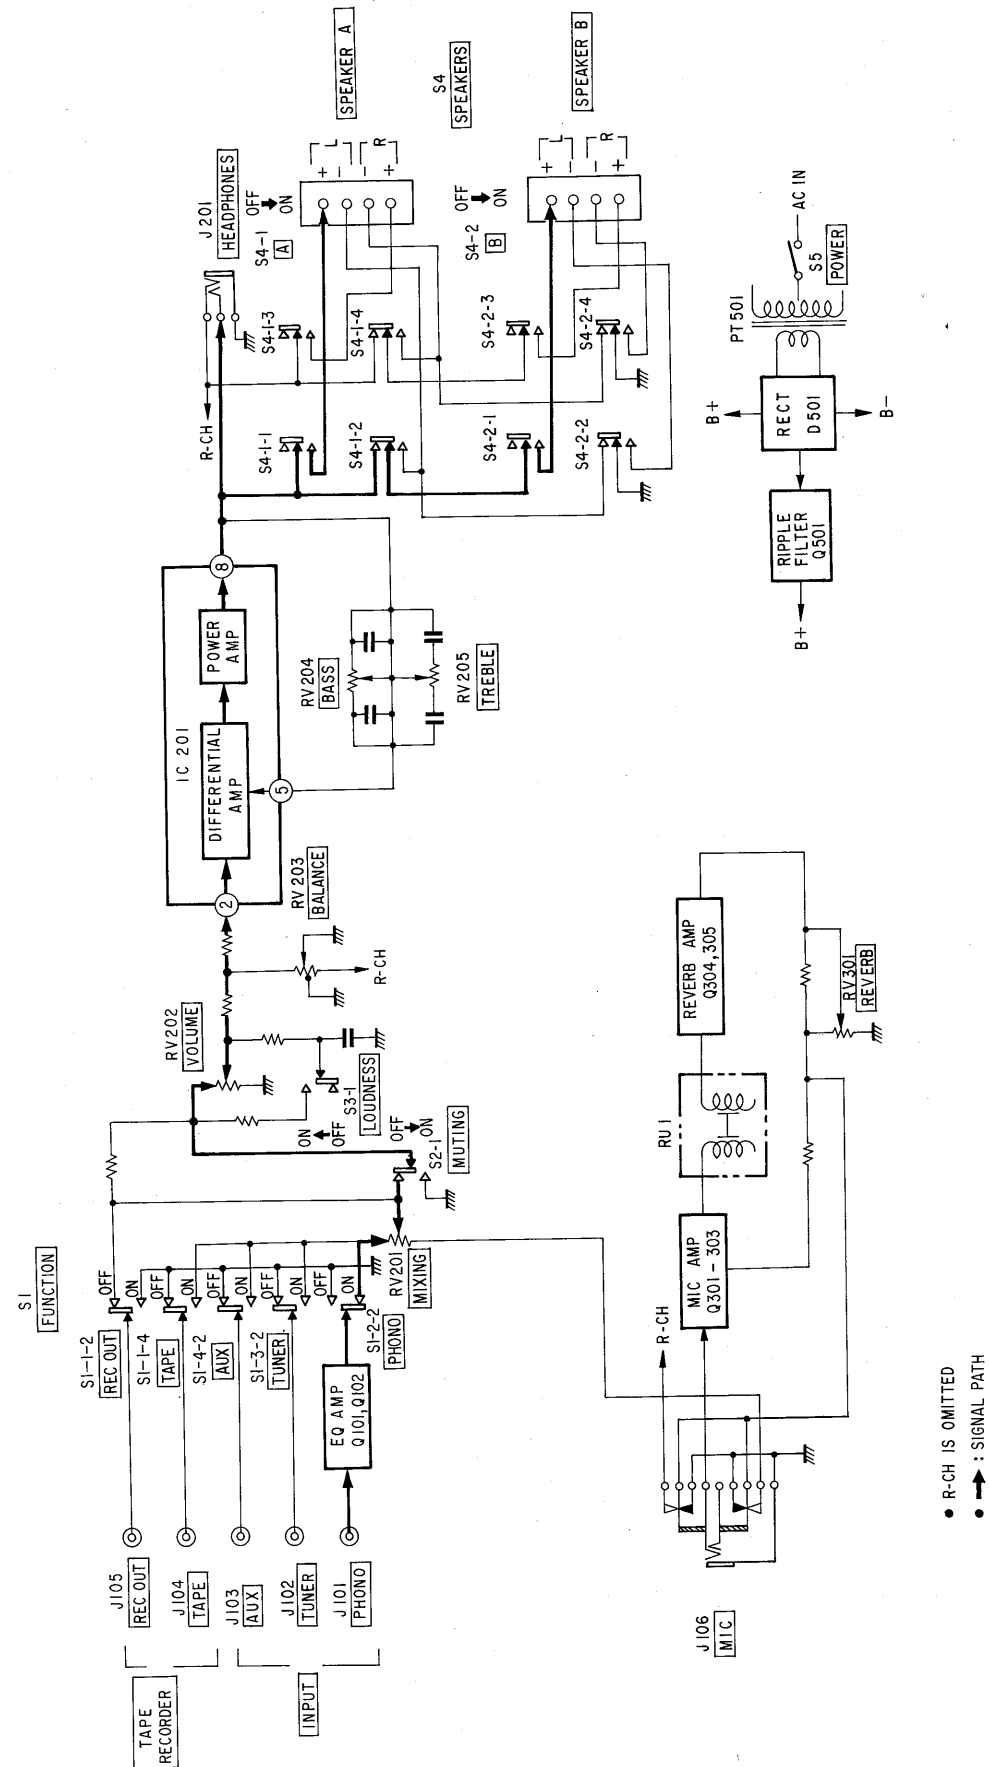 TAPE
RECORDER
INPUT
J105
REC OUT
J104
TAPE
J103
AUX
J102
TUNER
J101
PHONO
S1
FUNCTION
S1-1-2
REC OUT
S1-1-4
TAPE
S1-4-2
AUX
S1-3-2
TUNER
S1-2-2
PHONO
OFF
ON
OFF
ON
OFF
ON
OFF
ON
OFF
ON
EQ AMP
Q101, Q102
RV201
MIXING
S2-1
MUTING
OFF
ON
ON
OFF
S3-1
LOUDNESS
RV202
VOLUME
RV203
BALANCE
R-CH
IC 201
2
DIFFERENTIAL
AMP
5
POWER
AMP
8
RV204
BASS
RV205
TREBLE
R-CH
J201
HEADPHONES
S4-1-1
S4-1-2
S4-1-3
S4-1-4
S4-2-1
S4-2-2
S4-2-3
S4-2-4
S4-1
A
OFF
ON
S4-2
B
OFF
ON
+
-
-
+
L
R
SPEAKER A
S4
SPEAKERS
+
-
-
+
L
R
SPEAKER B
J106
MIC
R-CH
MIC AMP
Q301-303
RU1
REVERB AMP
Q304, 305
RV301
REVERB
B+
RIPPLE
FILTER
Q501
RECT
D501
B+
B-
PT501
S5
POWER
AC IN
● R-CH IS OMITTED
● ➡ : SIGNAL PATH